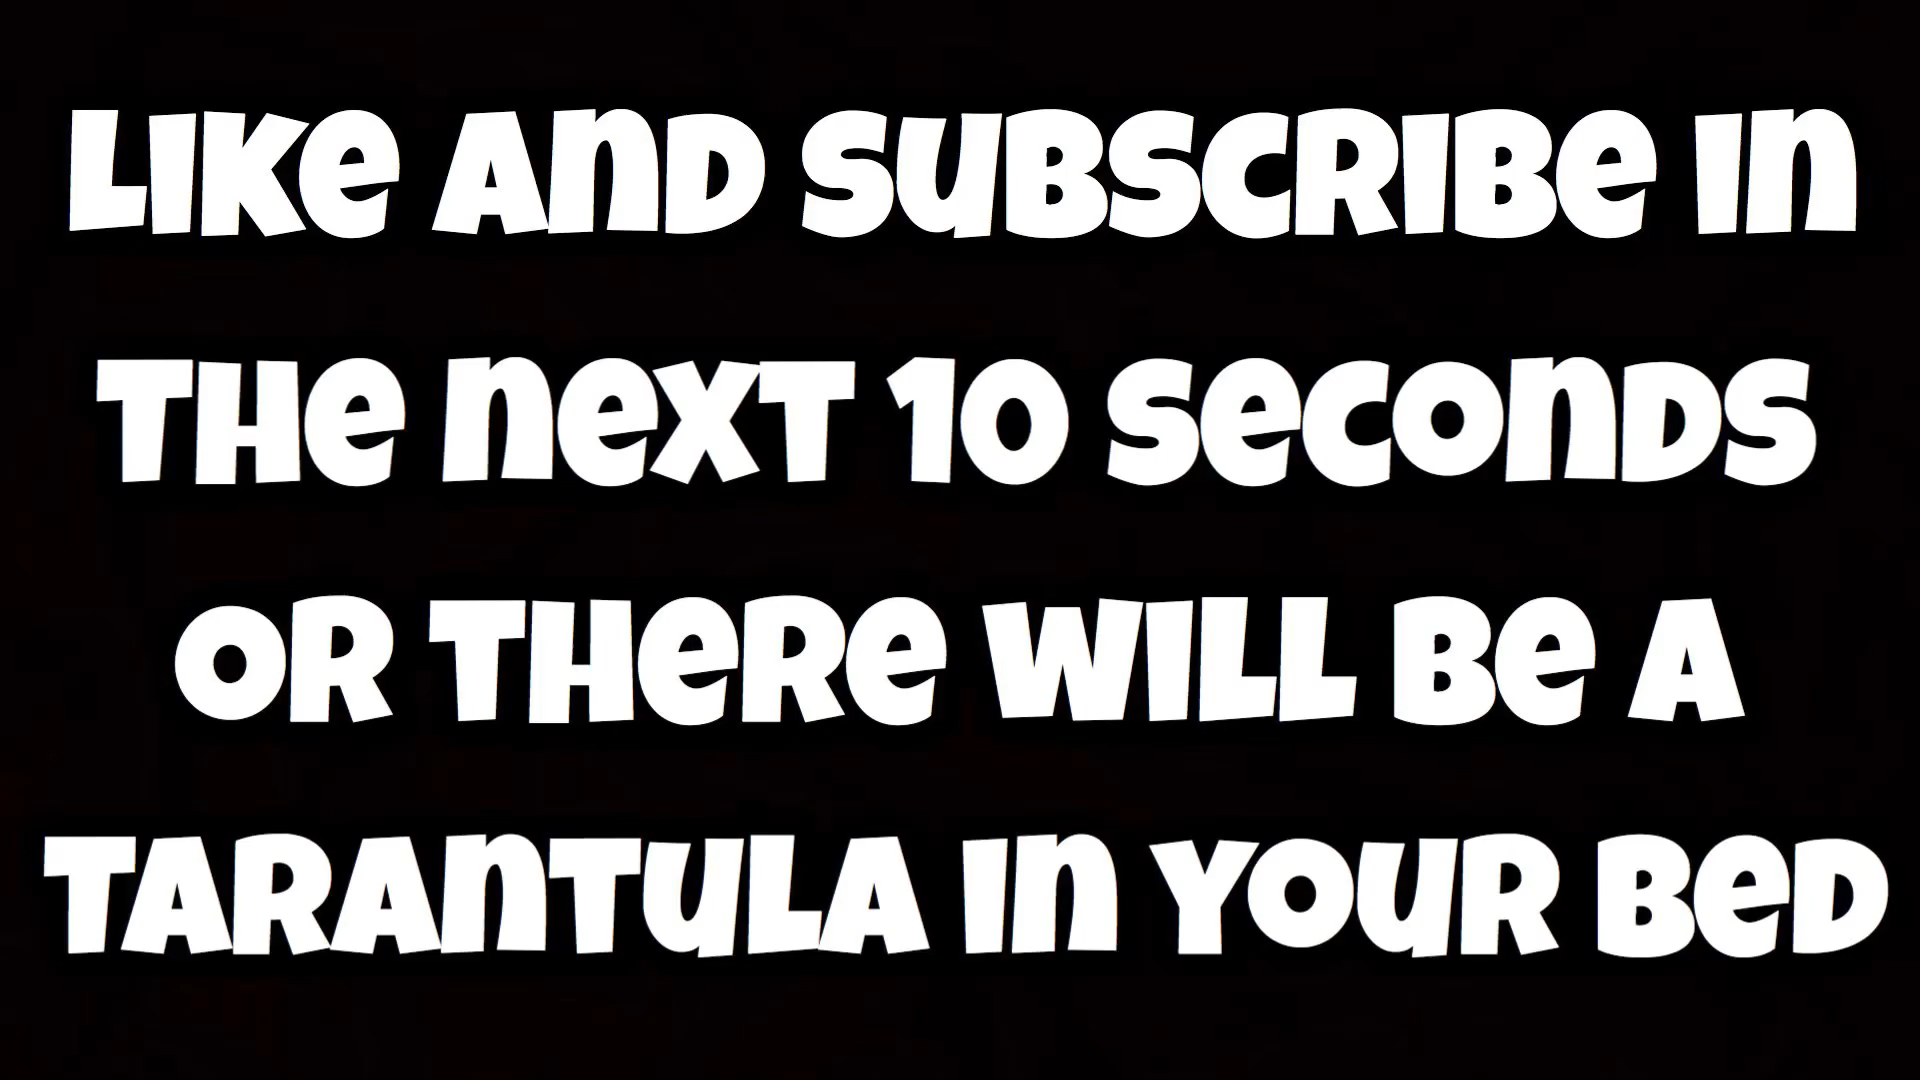 LIKE AND SUBSCRIBE IN
THE NEXT 10 SECONDS
OR THERE WILL BE A
TARANTULA IN YOUR BED